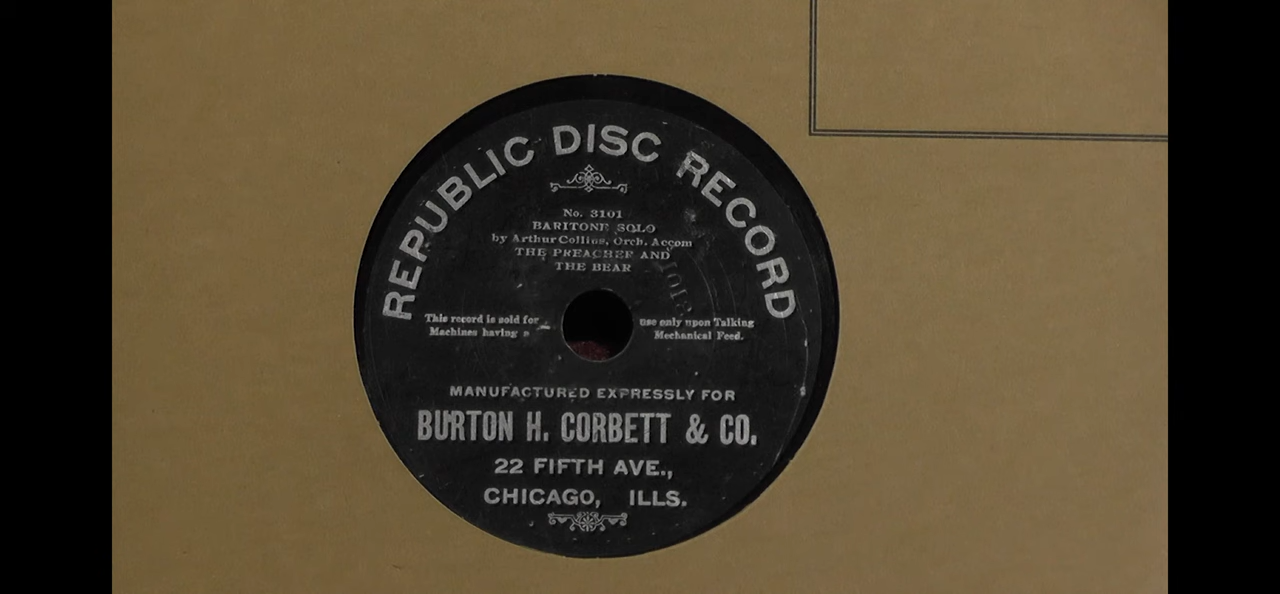 REPUBLIC DISC RECORD
No. 3101
BARITONE SOLO
by Arthur Collins, Orch. Accom
THE PREACHER AND
THE BEAR
3101
This record is sold for use only upon Talking
Machines having a Mechanical Feed.
MANUFACTURED EXPRESSLY FOR
BURTON H. CORBETT & CO.
22 FIFTH AVE.,
CHICAGO, ILLS.